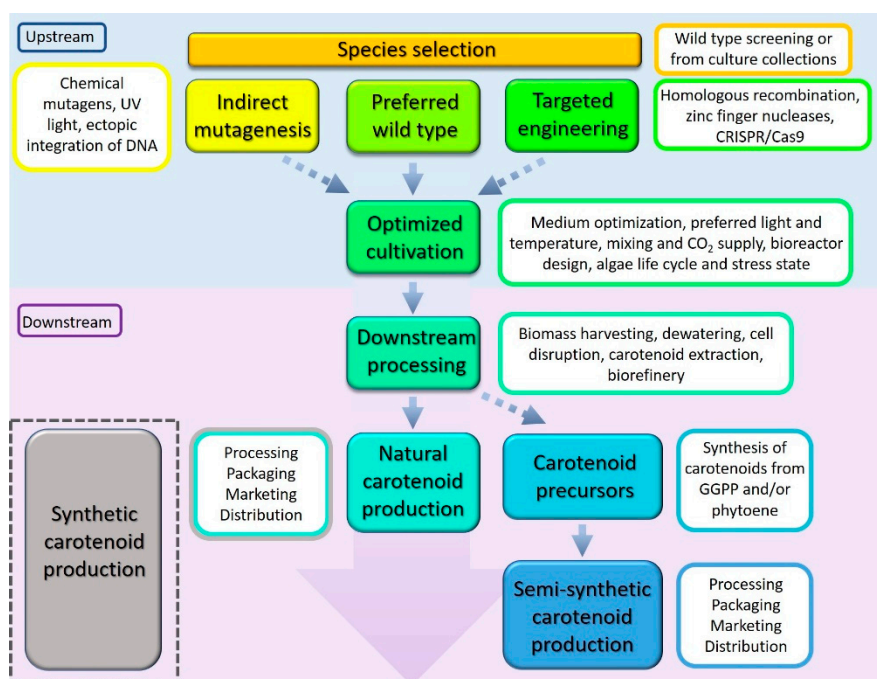 Upstream
Species selection
Wild type screening or
from culture collections
Chemical
mutagens, UV
light, ectopic
integration of DNA
Indirect
mutagenesis
Preferred
wild type
Targeted
engineering
Homologous recombination,
zinc finger nucleases,
CRISPR/Cas9
Optimized
cultivation
Medium optimization, preferred light and
temperature, mixing and CO₂ supply, bioreactor
design, algae life cycle and stress state
Downstream
Downstream
processing
Biomass harvesting, dewatering, cell
disruption, carotenoid extraction,
biorefinery
Synthetic
carotenoid
production
Processing
Packaging
Marketing
Distribution
Natural
carotenoid
production
Carotenoid
precursors
Synthesis of
carotenoids from
GGPP and/or
phytoene
Semi-synthetic
carotenoid
production
Processing
Packaging
Marketing
Distribution